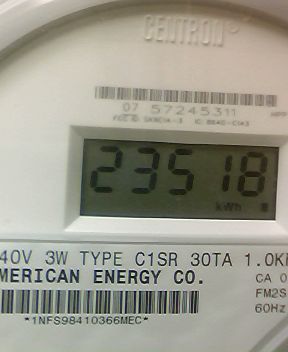 CENTRON®
07 57245311
23518
kWh
40V 3W TYPE C1SR 30TA 1.0K
MERICAN ENERGY CO.
CA 0
FM2S
60Hz
*1NFS98410366MEC*